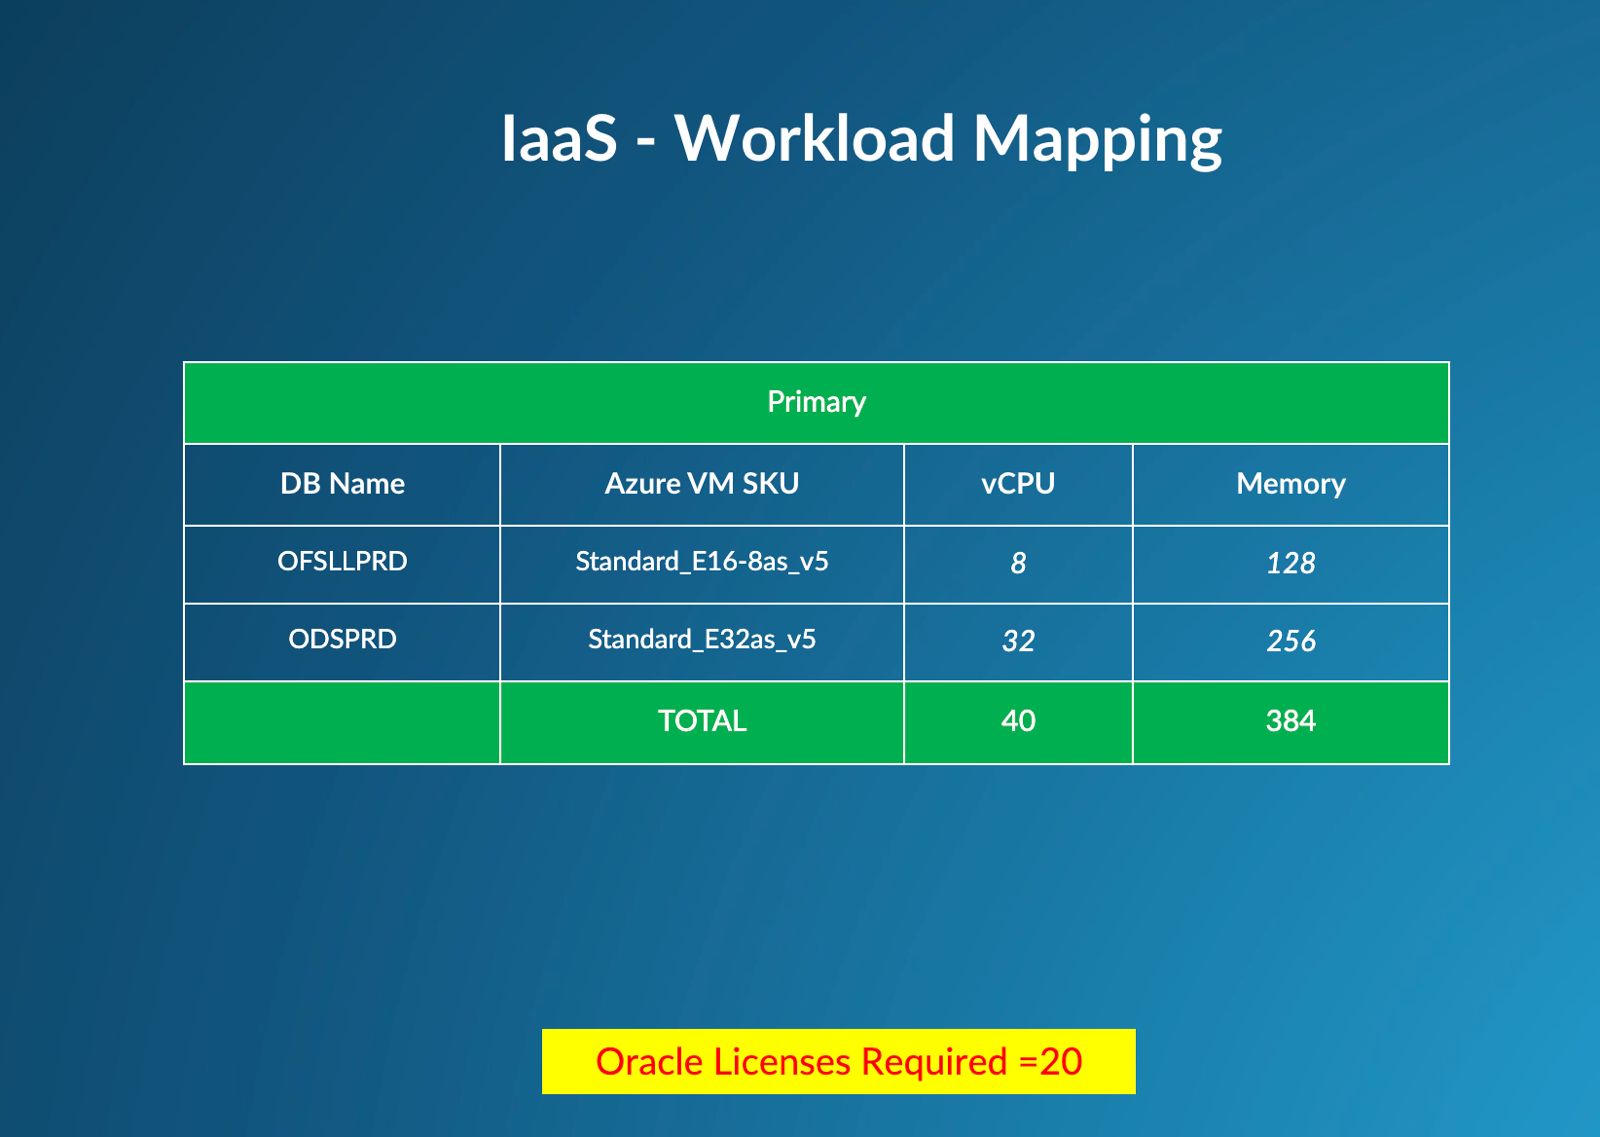 IaaS - Workload Mapping
Primary
DB Name Azure VM SKU vCPU Memory
OFSLLPRD Standard_E16-8as_v5 8 128
ODSPRD Standard_E32as_v5 32 256
TOTAL 40 384
Oracle Licenses Required =20